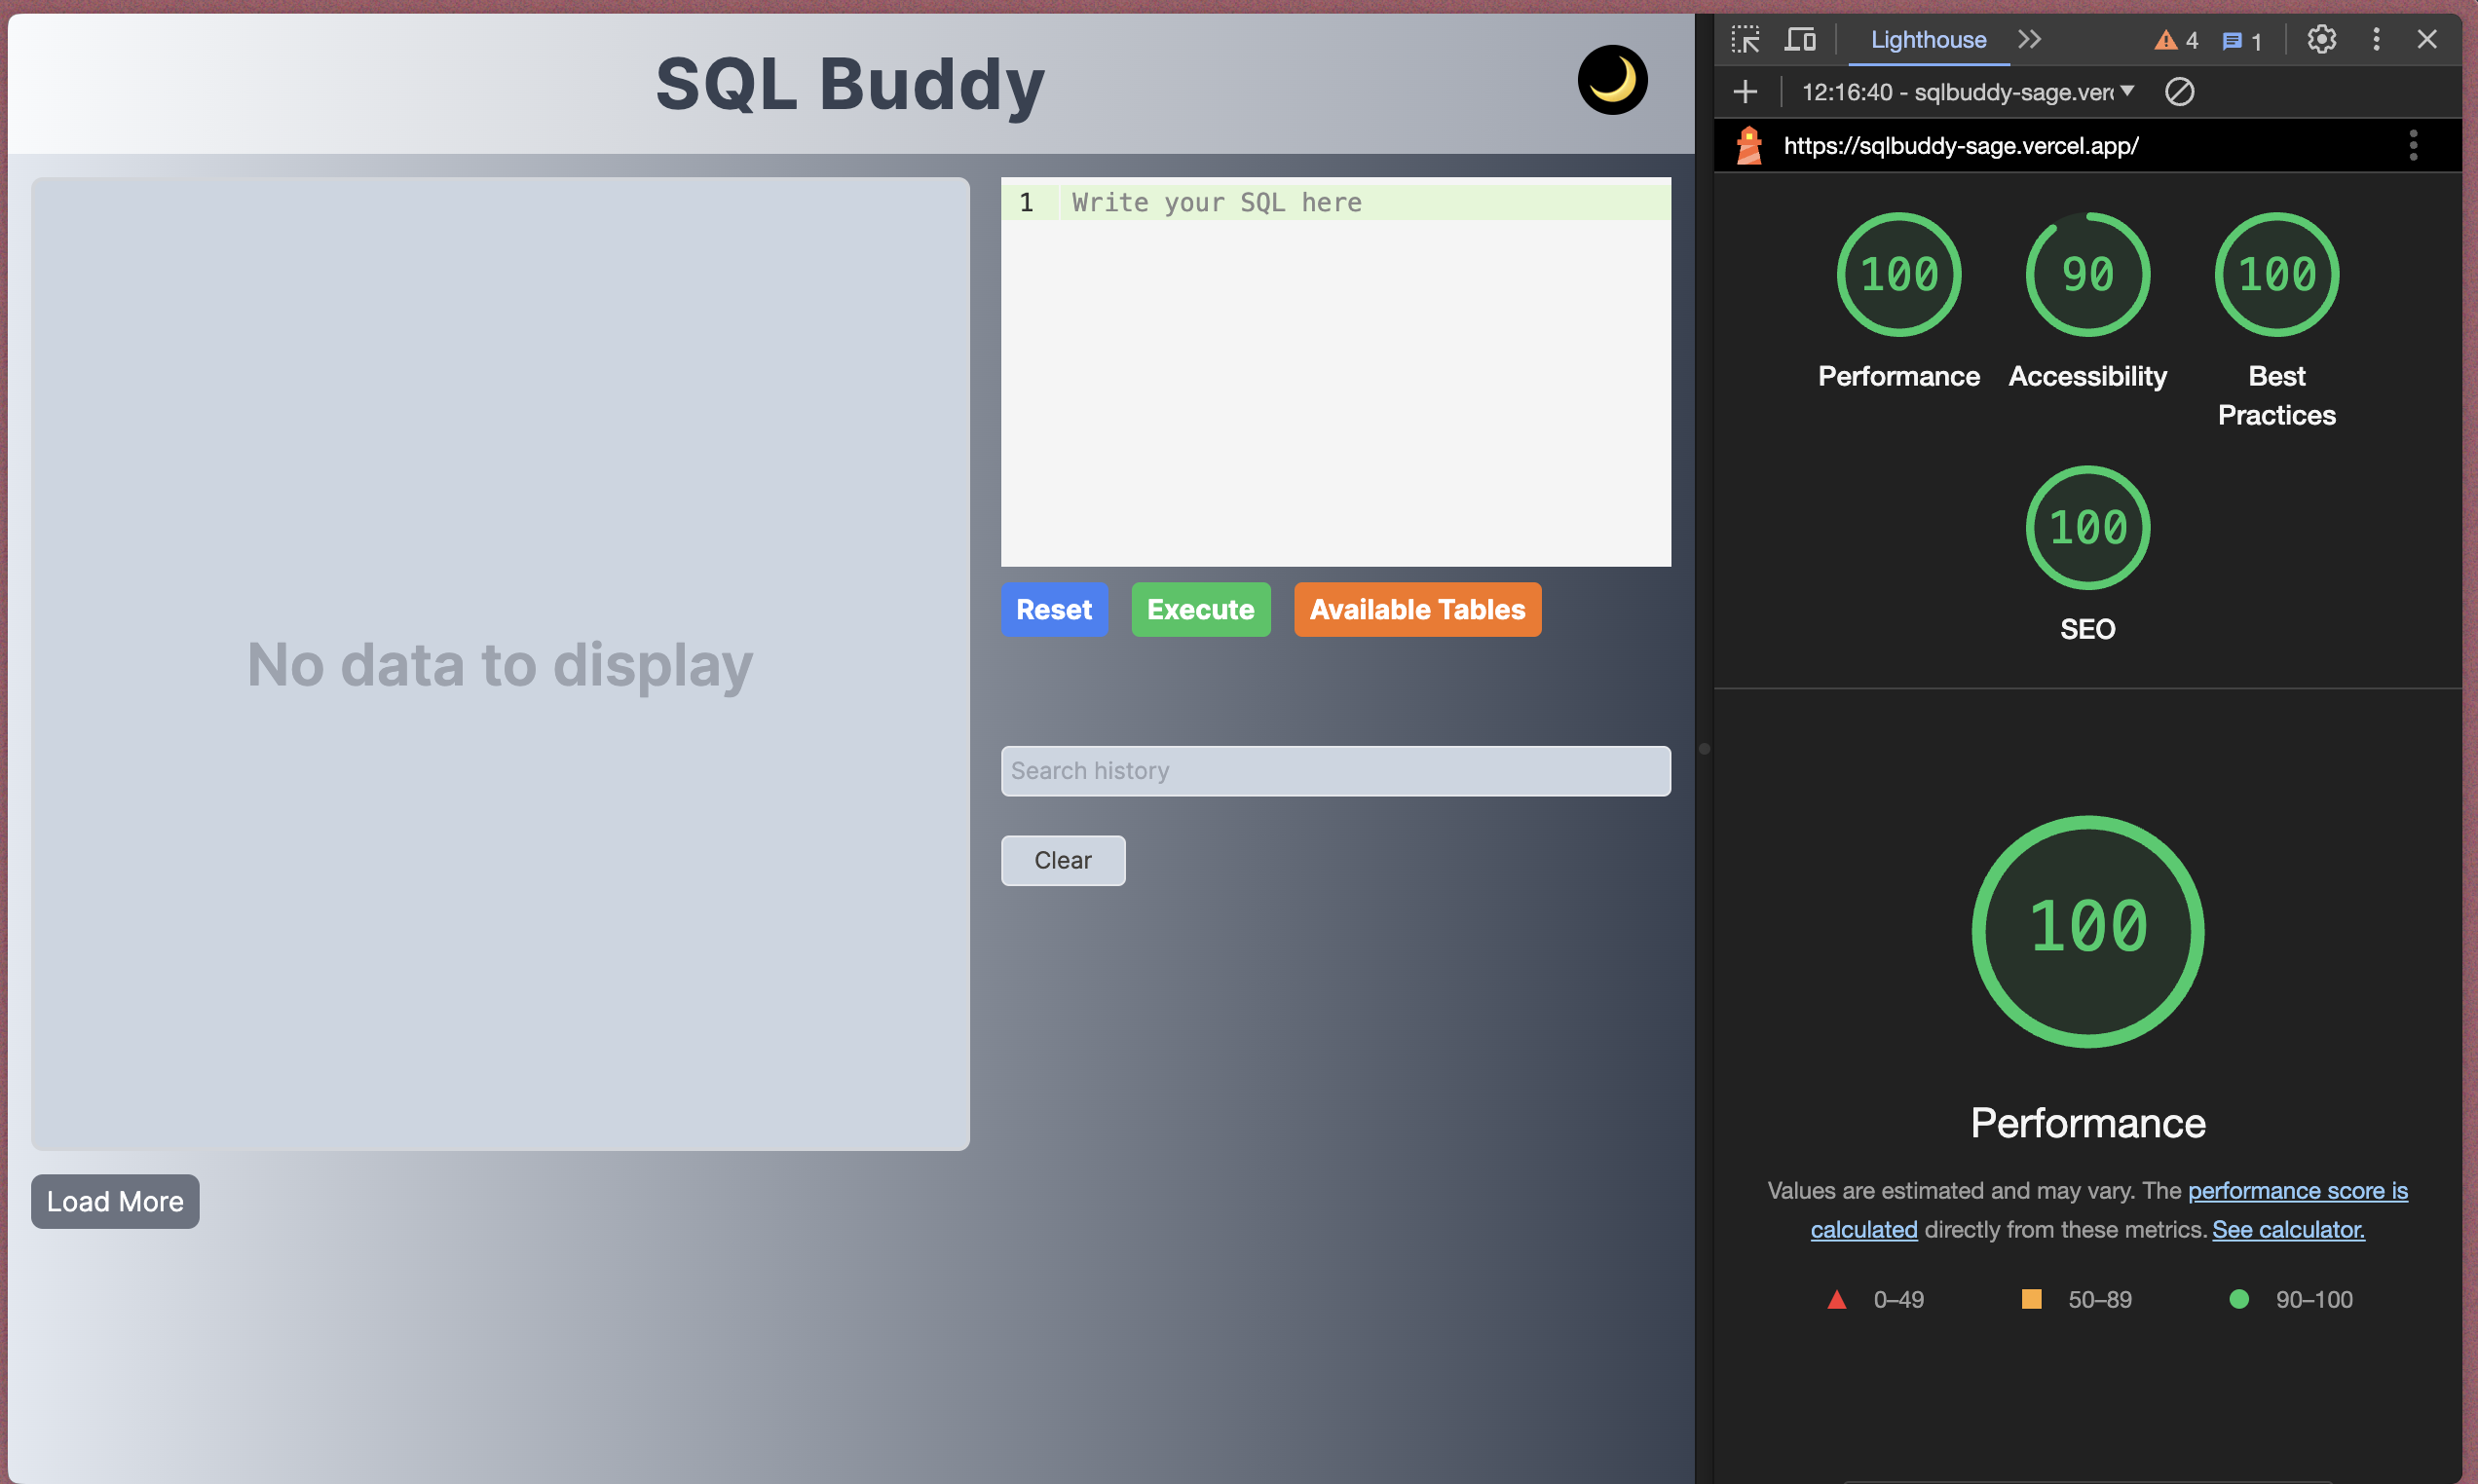 SQL Buddy
1 Write your SQL here
No data to display
Reset Execute Available Tables
Search history
Clear
Load More
Lighthouse 4 1
12:16:40 - sqlbuddy-sage.ver
https://sqlbuddy-sage.vercel.app/
100 90 100
Performance Accessibility Best
Practices
100
SEO
100
Performance
Values are estimated and may vary. The performance score is
calculated directly from these metrics. See calculator.
0–49 50–89 90–100